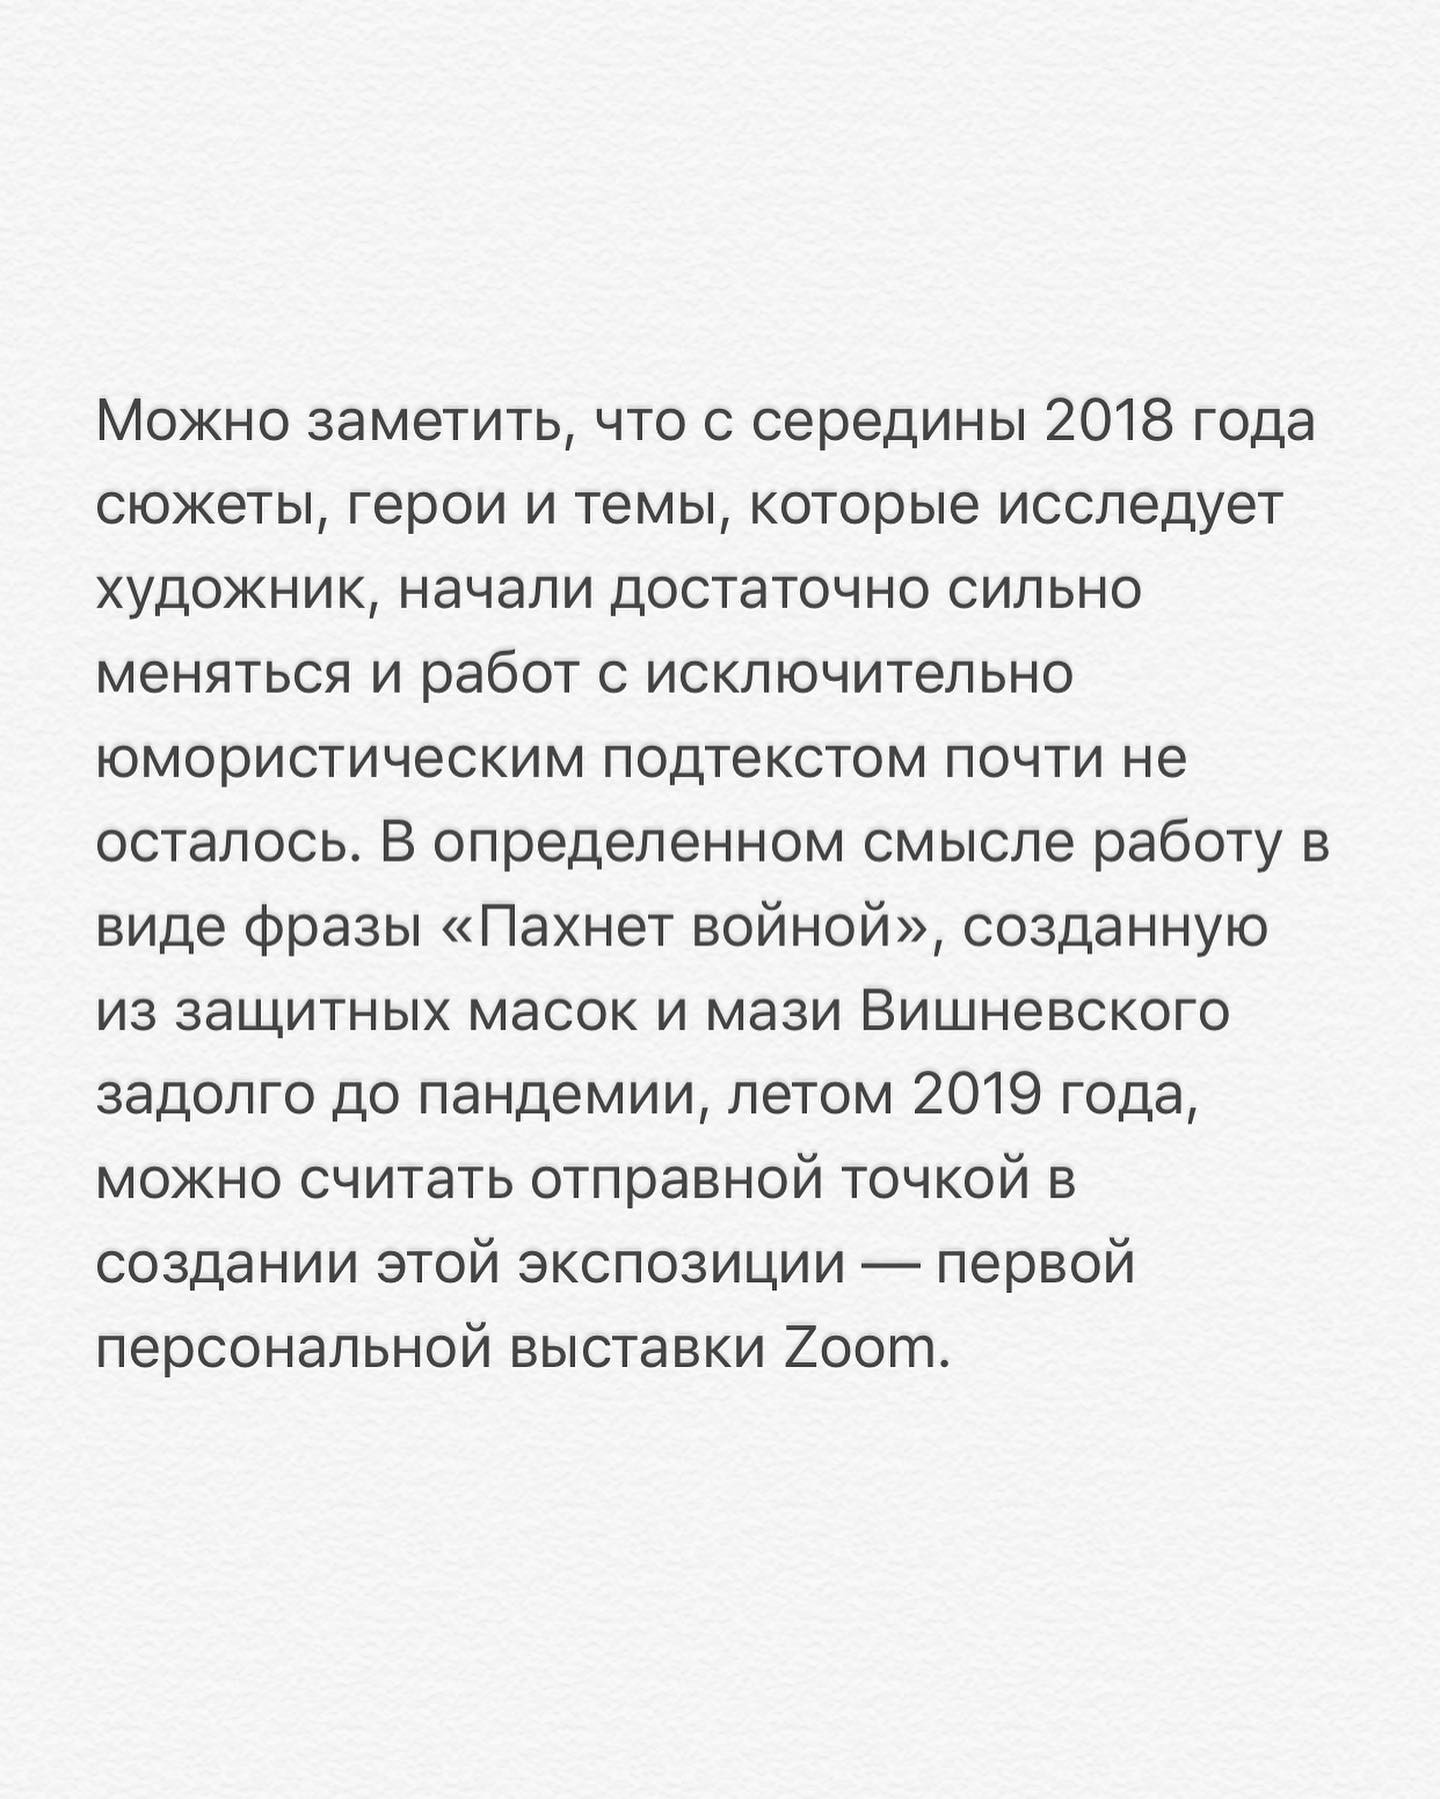 Можно заметить, что с середины 2018 года
сюжеты, герои и темы, которые исследует
художник, начали достаточно сильно
меняться и работ с исключительно
юмористическим подтекстом почти не
осталось. В определенном смысле работу в
виде фразы «Пахнет войной», созданную
из защитных масок и мази Вишневского
задолго до пандемии, летом 2019 года,
можно считать отправной точкой в
создании этой экспозиции — первой
персональной выставки Zoom.